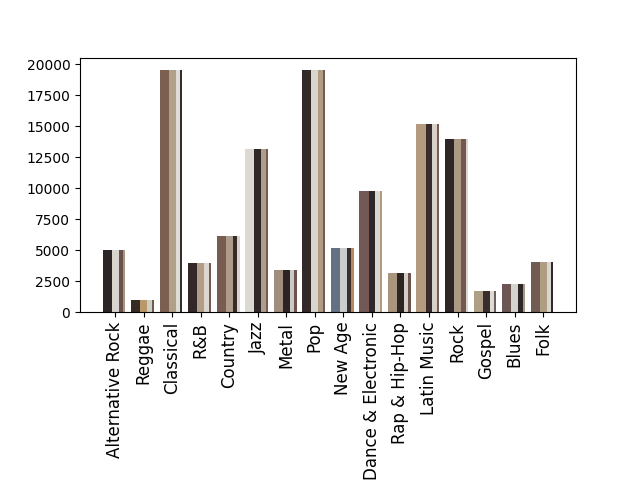 20000
17500
15000
12500
10000
7500
5000
2500
0
Alternative Rock
Reggae
Classical
R&B
Country
Jazz
Metal
Pop
New Age
Dance & Electronic
Rap & Hip-Hop
Latin Music
Rock
Gospel
Blues
Folk